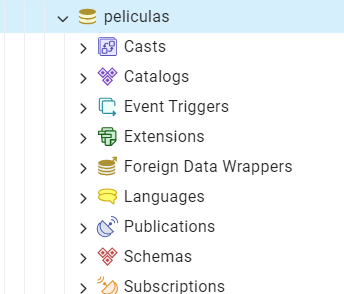 peliculas
Casts
Catalogs
Event Triggers
Extensions
Foreign Data Wrappers
Languages
Publications
Schemas
Subscriptions